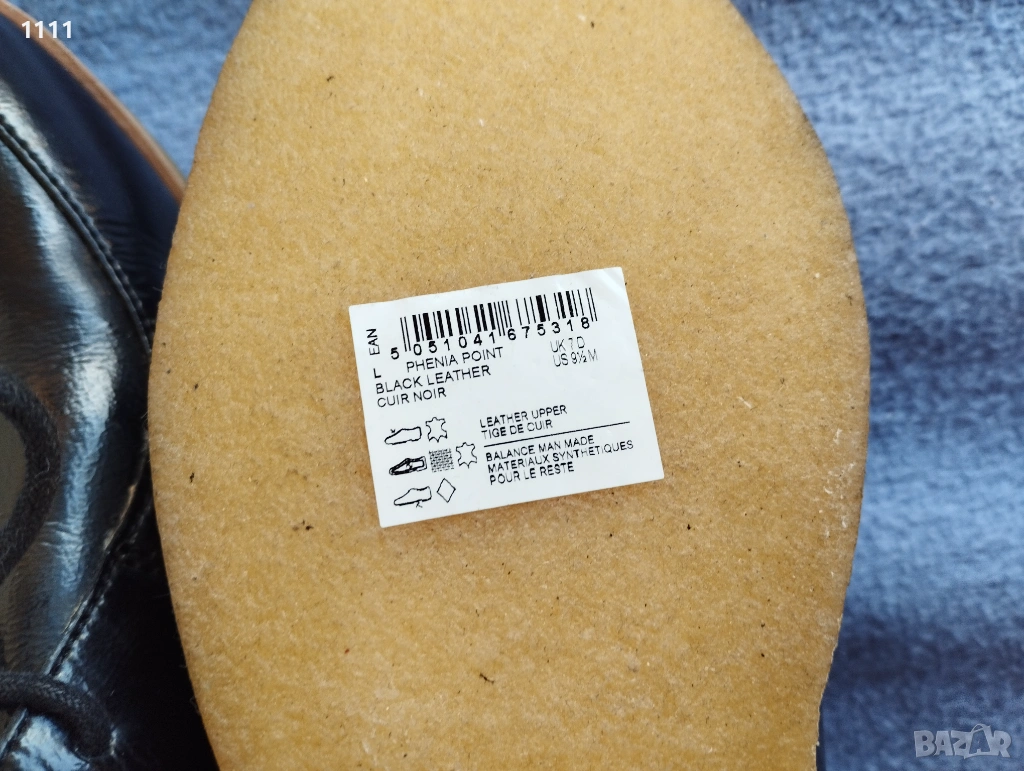 1111
EAN
5 051041 675318
L PHENIA POINT UK 7 D
BLACK LEATHER US 9½ M
CUIR NOIR
LEATHER UPPER
TIGE DE CUIR
BALANCE MAN MADE
MATERIAUX SYNTHETIQUES
POUR LE RESTE
BAZAR